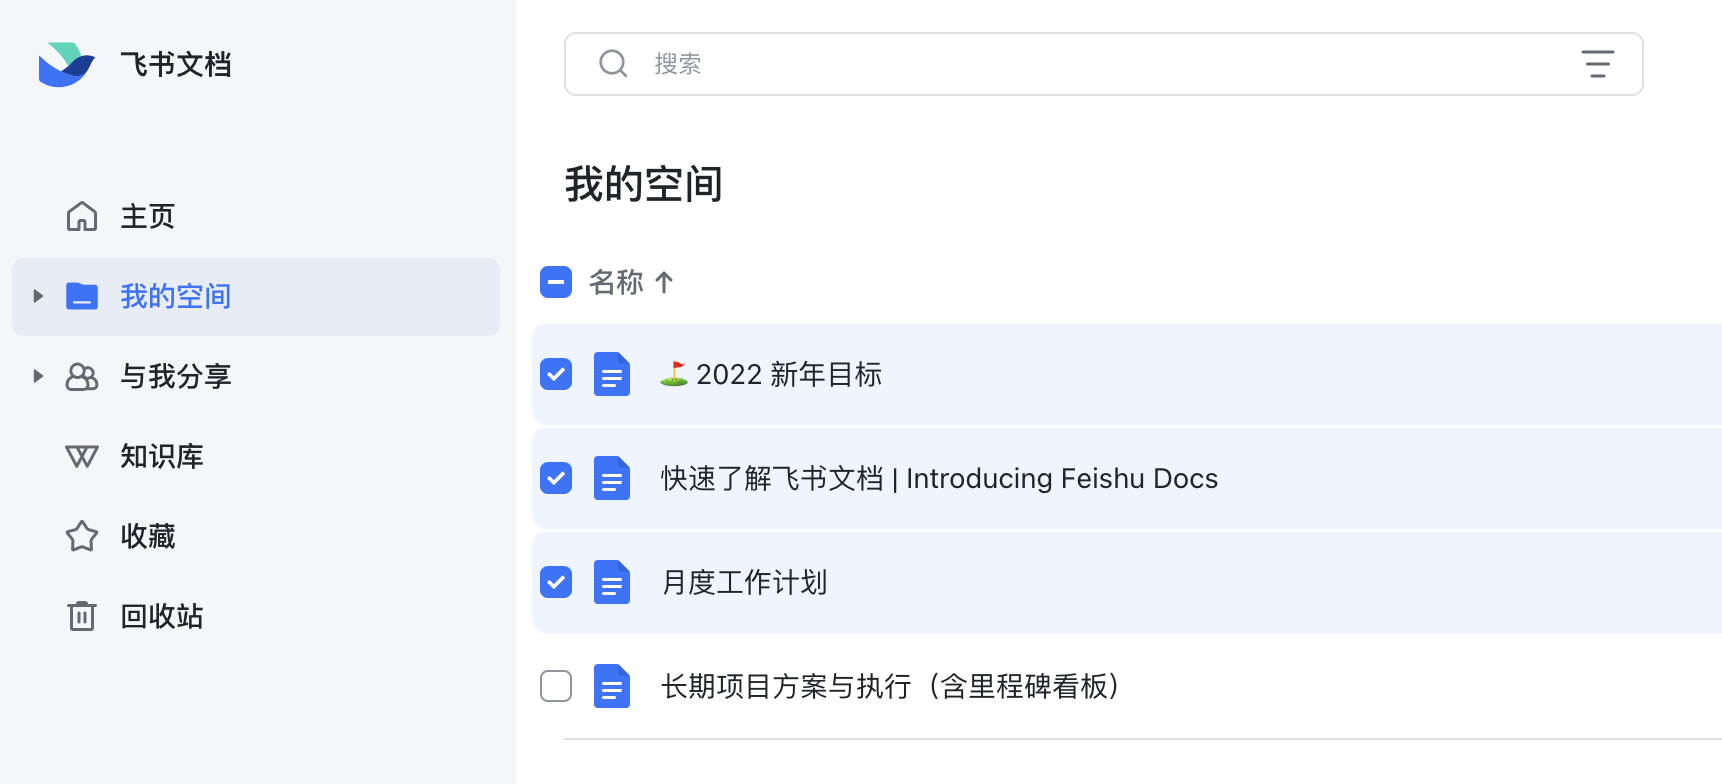 飞书文档
搜索
主页
我的空间
与我分享
知识库
收藏
回收站
我的空间
名称
2022 新年目标
快速了解飞书文档 | Introducing Feishu Docs
月度工作计划
长期项目方案与执行（含里程碑看板）